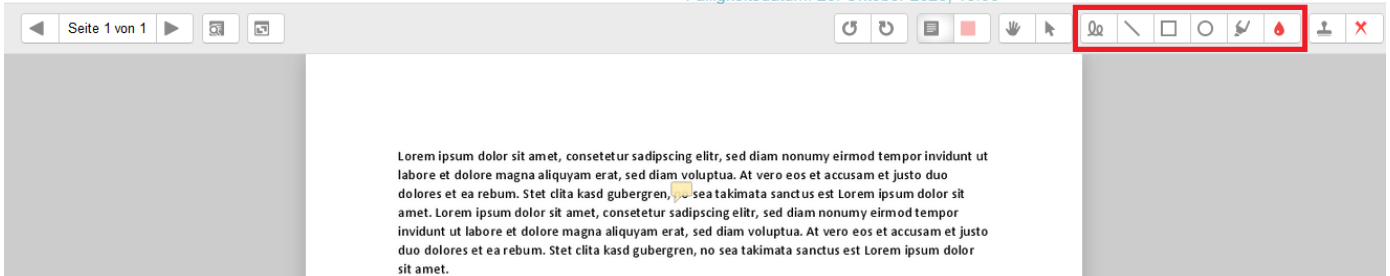 Seite 1 von 1
Lorem ipsum dolor sit amet, consetetur sadipscing elitr, sed diam nonumy eirmod tempor invidunt ut
labore et dolore magna aliquyam erat, sed diam voluptua. At vero eos et accusam et justo duo
dolores et ea rebum. Stet clita kasd gubergren, sea takimata sanctus est Lorem ipsum dolor sit
amet. Lorem ipsum dolor sit amet, consetetur sadipscing elitr, sed diam nonumy eirmod tempor
invidunt ut labore et dolore magna aliquyam erat, sed diam voluptua. At vero eos et accusam et justo
duo dolores et ea rebum. Stet clita kasd gubergren, no sea takimata sanctus est Lorem ipsum dolor
sit amet.